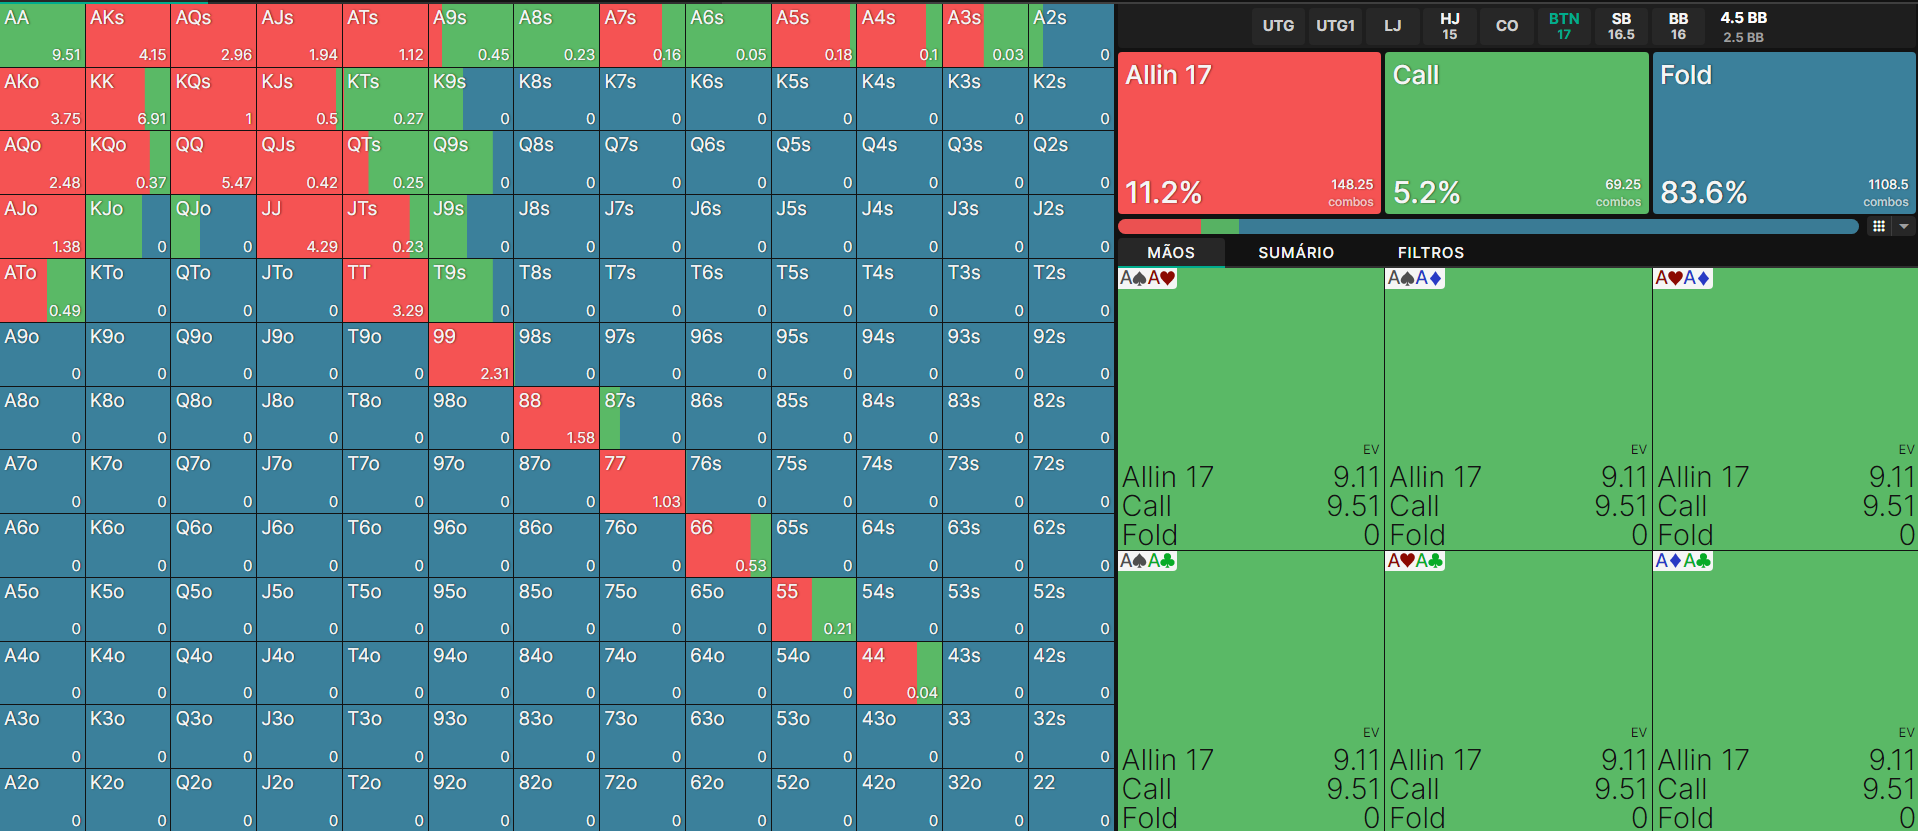 UTG UTG1 LJ HJ 15 CO BTN 17 SB 16.5 BB 16 4.5 BB 2.5 BB
Allin 17 11.2% 148.25 combos
Call 5.2% 69.25 combos
Fold 83.6% 1108.5 combos
MÃOS SUMÁRIO FILTROS
AA 9.51 AKs 4.15 AQs 2.96 AJs 1.94 ATs 1.12 A9s 0.45 A8s 0.23 A7s 0.16 A6s 0.05 A5s 0.18 A4s 0.1 A3s 0.03 A2s 0
AKo 3.75 KK 6.91 KQs 1 KJs 0.5 KTs 0.27 K9s 0 K8s 0 K7s 0 K6s 0 K5s 0 K4s 0 K3s 0 K2s 0
AQo 2.48 KQo 0.37 QQ 5.47 QJs 0.42 QTs 0.25 Q9s 0 Q8s 0 Q7s 0 Q6s 0 Q5s 0 Q4s 0 Q3s 0 Q2s 0
AJo 1.38 KJo 0 QJo 0 JJ 4.29 JTs 0.23 J9s 0 J8s 0 J7s 0 J6s 0 J5s 0 J4s 0 J3s 0 J2s 0
ATo 0.49 KTo 0 QTo 0 JTo 0 TT 3.29 T9s 0 T8s 0 T7s 0 T6s 0 T5s 0 T4s 0 T3s 0 T2s 0
A9o 0 K9o 0 Q9o 0 J9o 0 T9o 0 99 2.31 98s 0 97s 0 96s 0 95s 0 94s 0 93s 0 92s 0
A8o 0 K8o 0 Q8o 0 J8o 0 T8o 0 98o 0 88 1.58 87s 0 86s 0 85s 0 84s 0 83s 0 82s 0
A7o 0 K7o 0 Q7o 0 J7o 0 T7o 0 97o 0 87o 0 77 1.03 76s 0 75s 0 74s 0 73s 0 72s 0
A6o 0 K6o 0 Q6o 0 J6o 0 T6o 0 96o 0 86o 0 76o 0 66 0.53 65s 0 64s 0 63s 0 62s 0
A5o 0 K5o 0 Q5o 0 J5o 0 T5o 0 95o 0 85o 0 75o 0 65o 0 55 0.21 54s 0 53s 0 52s 0
A4o 0 K4o 0 Q4o 0 J4o 0 T4o 0 94o 0 84o 0 74o 0 64o 0 54o 0 44 0.04 43s 0 42s 0
A3o 0 K3o 0 Q3o 0 J3o 0 T3o 0 93o 0 83o 0 73o 0 63o 0 53o 0 43o 0 33 0 32s 0
A2o 0 K2o 0 Q2o 0 J2o 0 T2o 0 92o 0 82o 0 72o 0 62o 0 52o 0 42o 0 32o 0 22 0
A♠A♥ A♠A♦ A♥A♦
EV EV EV
Allin 17 9.11 Allin 17 9.11 Allin 17 9.11
Call 9.51 Call 9.51 Call 9.51
Fold 0 Fold 0 Fold 0
A♠A♣ A♥A♣ A♦A♣
EV EV EV
Allin 17 9.11 Allin 17 9.11 Allin 17 9.11
Call 9.51 Call 9.51 Call 9.51
Fold 0 Fold 0 Fold 0